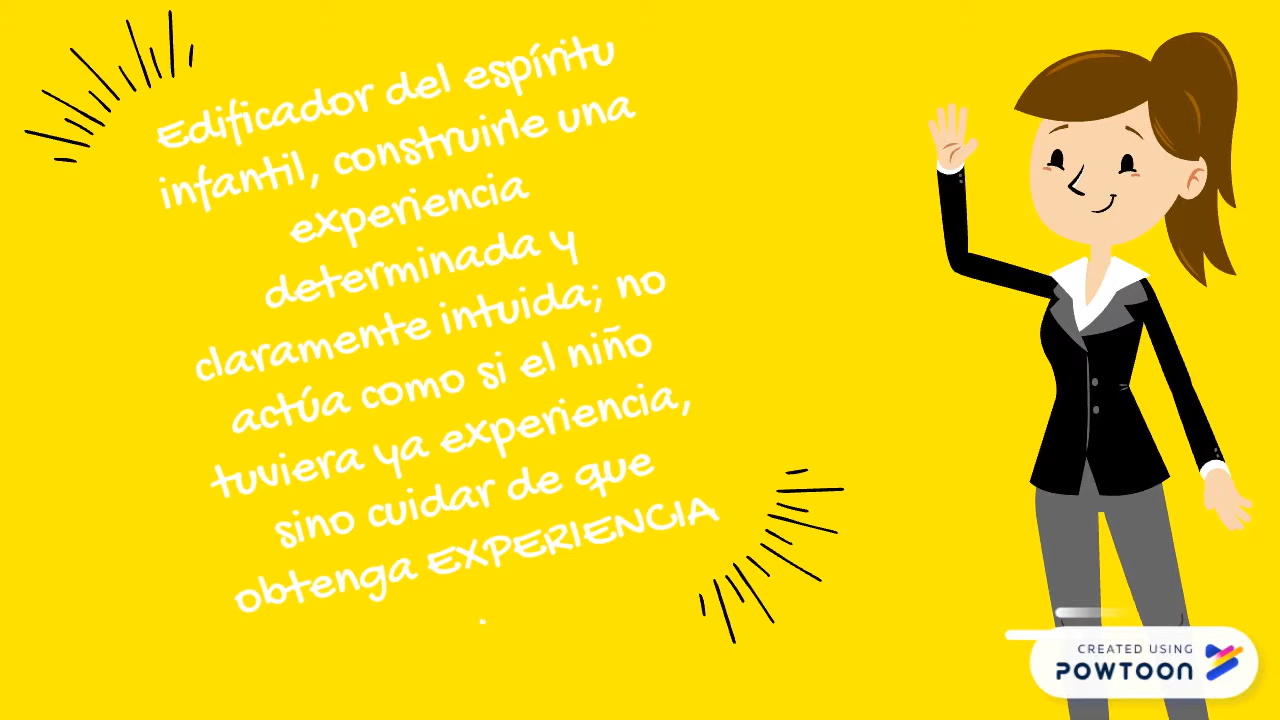 Edificador del espíritu
infantil, construirle una
experiencia
determinada y
claramente intuida; no
actúa como si el niño
tuviera ya experiencia,
sino cuidar de que
obtenga EXPERIENCIA
.
CREATED USING
POWTOON